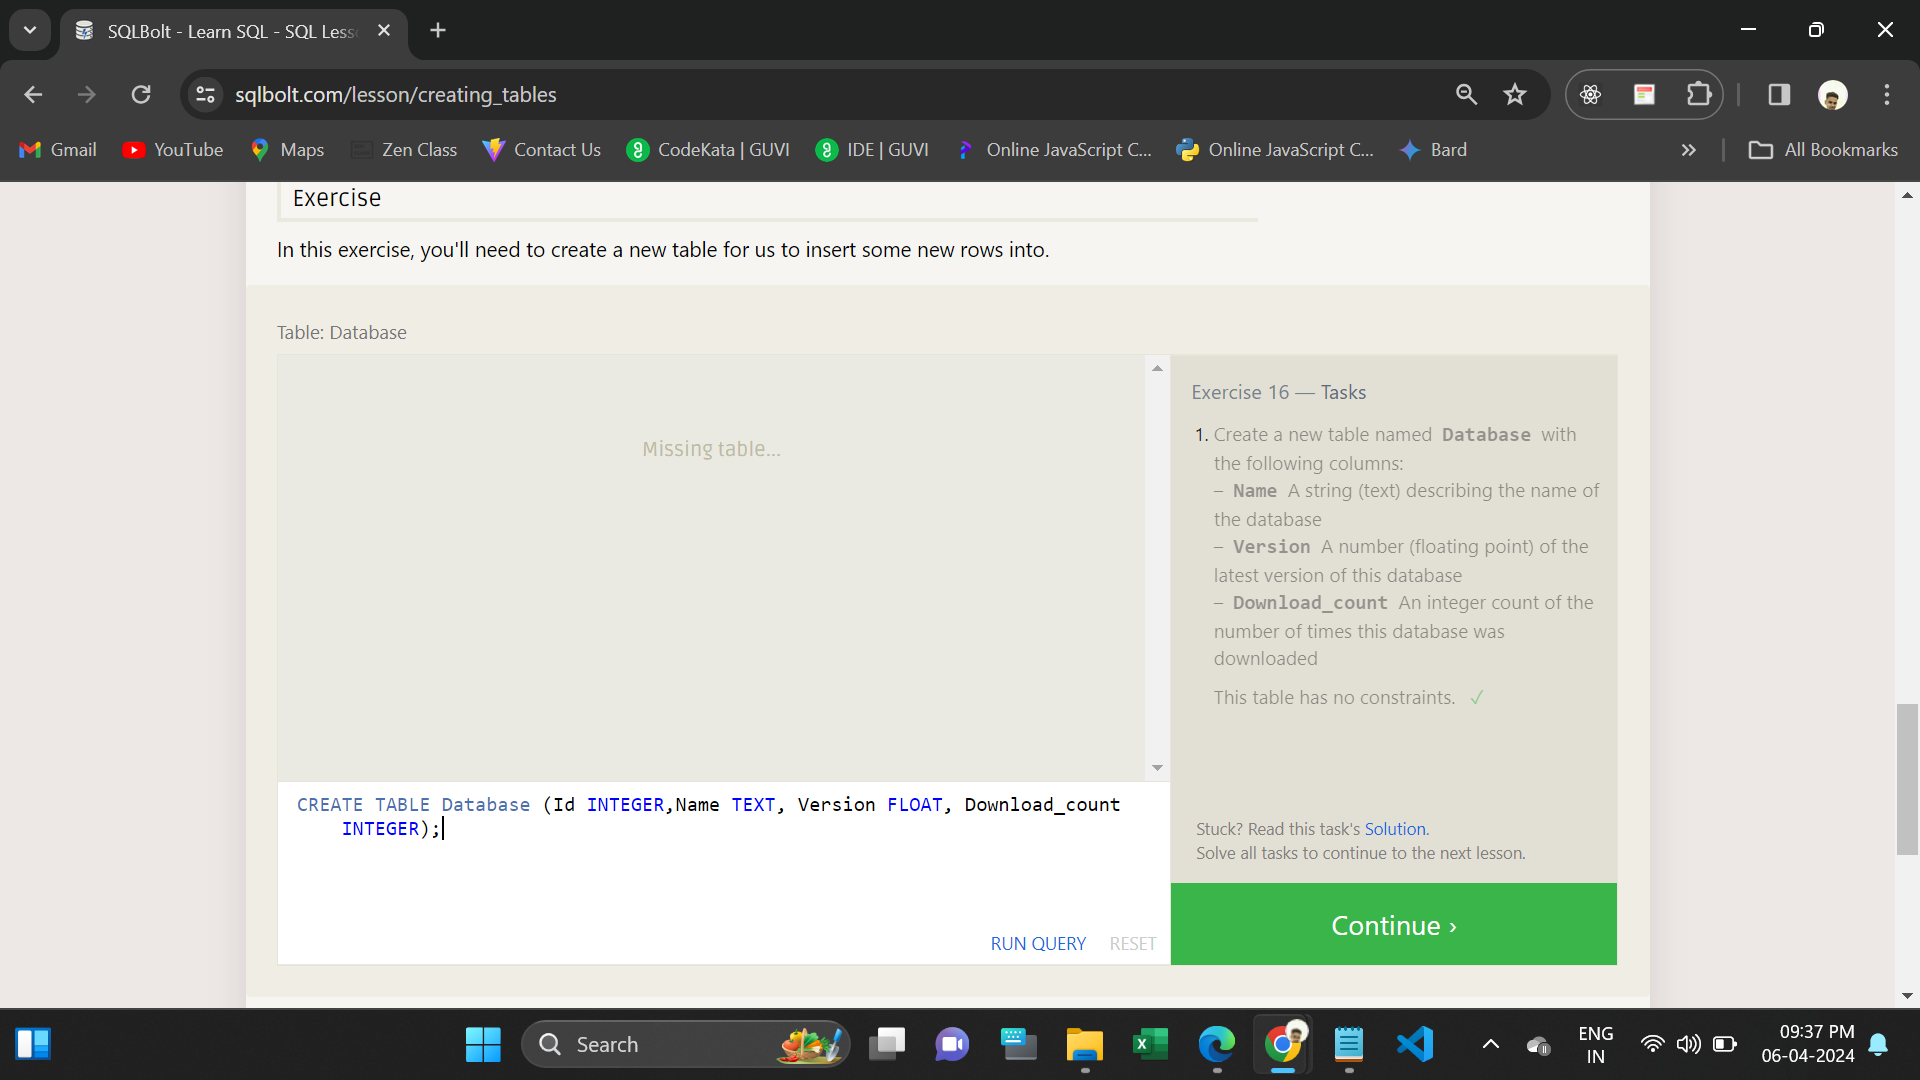 SQLBolt - Learn SQL - SQL Less
sqlbolt.com/lesson/creating_tables
Gmail YouTube Maps Zen Class Contact Us CodeKata | GUVI IDE | GUVI Online JavaScript C... Online JavaScript C... Bard » All Bookmarks
Exercise
In this exercise, you'll need to create a new table for us to insert some new rows into.
Table: Database
Missing table...
CREATE TABLE Database (Id INTEGER,Name TEXT, Version FLOAT, Download_count
INTEGER);
RUN QUERY RESET
Exercise 16 — Tasks
1. Create a new table named Database with
the following columns:
– Name A string (text) describing the name of
the database
– Version A number (floating point) of the
latest version of this database
– Download_count An integer count of the
number of times this database was
downloaded
This table has no constraints. ✓
Stuck? Read this task's Solution.
Solve all tasks to continue to the next lesson.
Continue ›
Search
ENG
IN
09:37 PM
06-04-2024